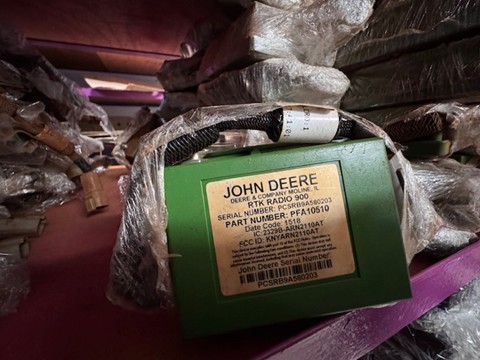 JOHN DEERE
DEERE & COMPANY MOLINE, IL
RTK RADIO 900
SERIAL NUMBER: PCSRB9A580203
PART NUMBER: PFA10510
Date Code: 1518
IC: 2329B-ARN2110AT
FCC ID: KNYARN2110AT
John Deere Serial Number
PCSRB9A580203